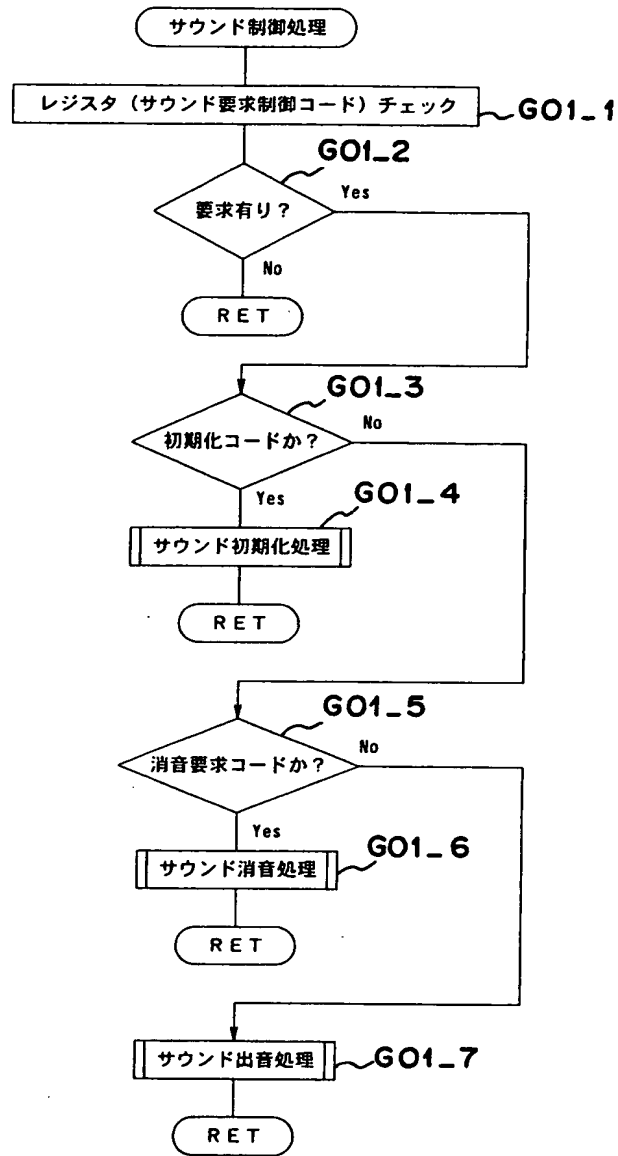 サウンド制御処理
レジスタ（サウンド要求制御コード）チェック
G01_1
G01_2
要求有り？
Yes
No
RET
G01_3
初期化コードか？
No
Yes
G01_4
サウンド初期化処理
RET
G01_5
消音要求コードか？
No
Yes
サウンド消音処理
G01_6
RET
サウンド出音処理
G01_7
RET